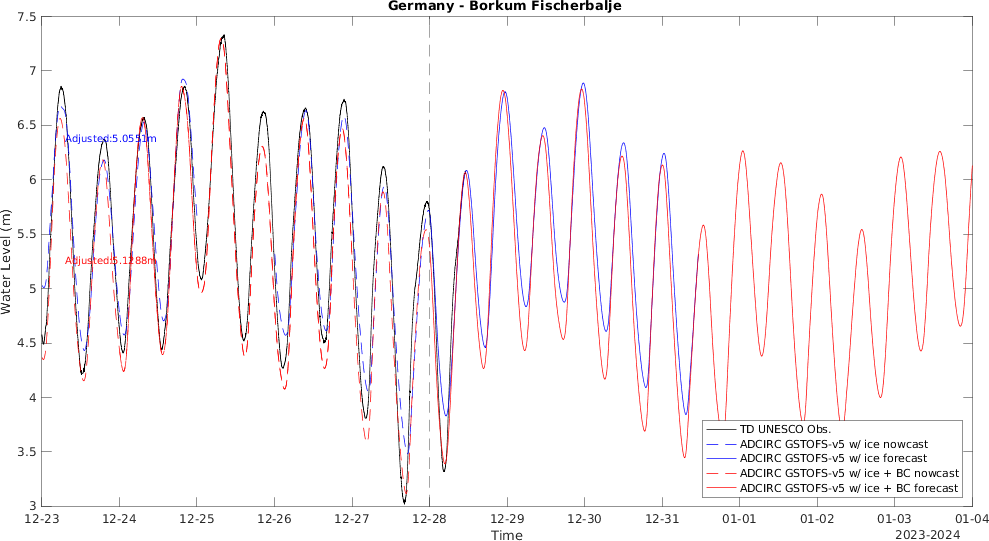 Germany - Borkum Fischerbalje
7.5
7
6.5
6
5.5
5
4.5
4
3.5
3
Water Level (m)
Adjusted:5.0551m
Adjusted:5.1288m
TD UNESCO Obs.
ADCIRC GSTOFS-v5 w/ ice nowcast
ADCIRC GSTOFS-v5 w/ ice forecast
ADCIRC GSTOFS-v5 w/ ice + BC nowcast
ADCIRC GSTOFS-v5 w/ ice + BC forecast
12-23 12-24 12-25 12-26 12-27 12-28 12-29 12-30 12-31 01-01 01-02 01-03 01-04
Time
2023-2024